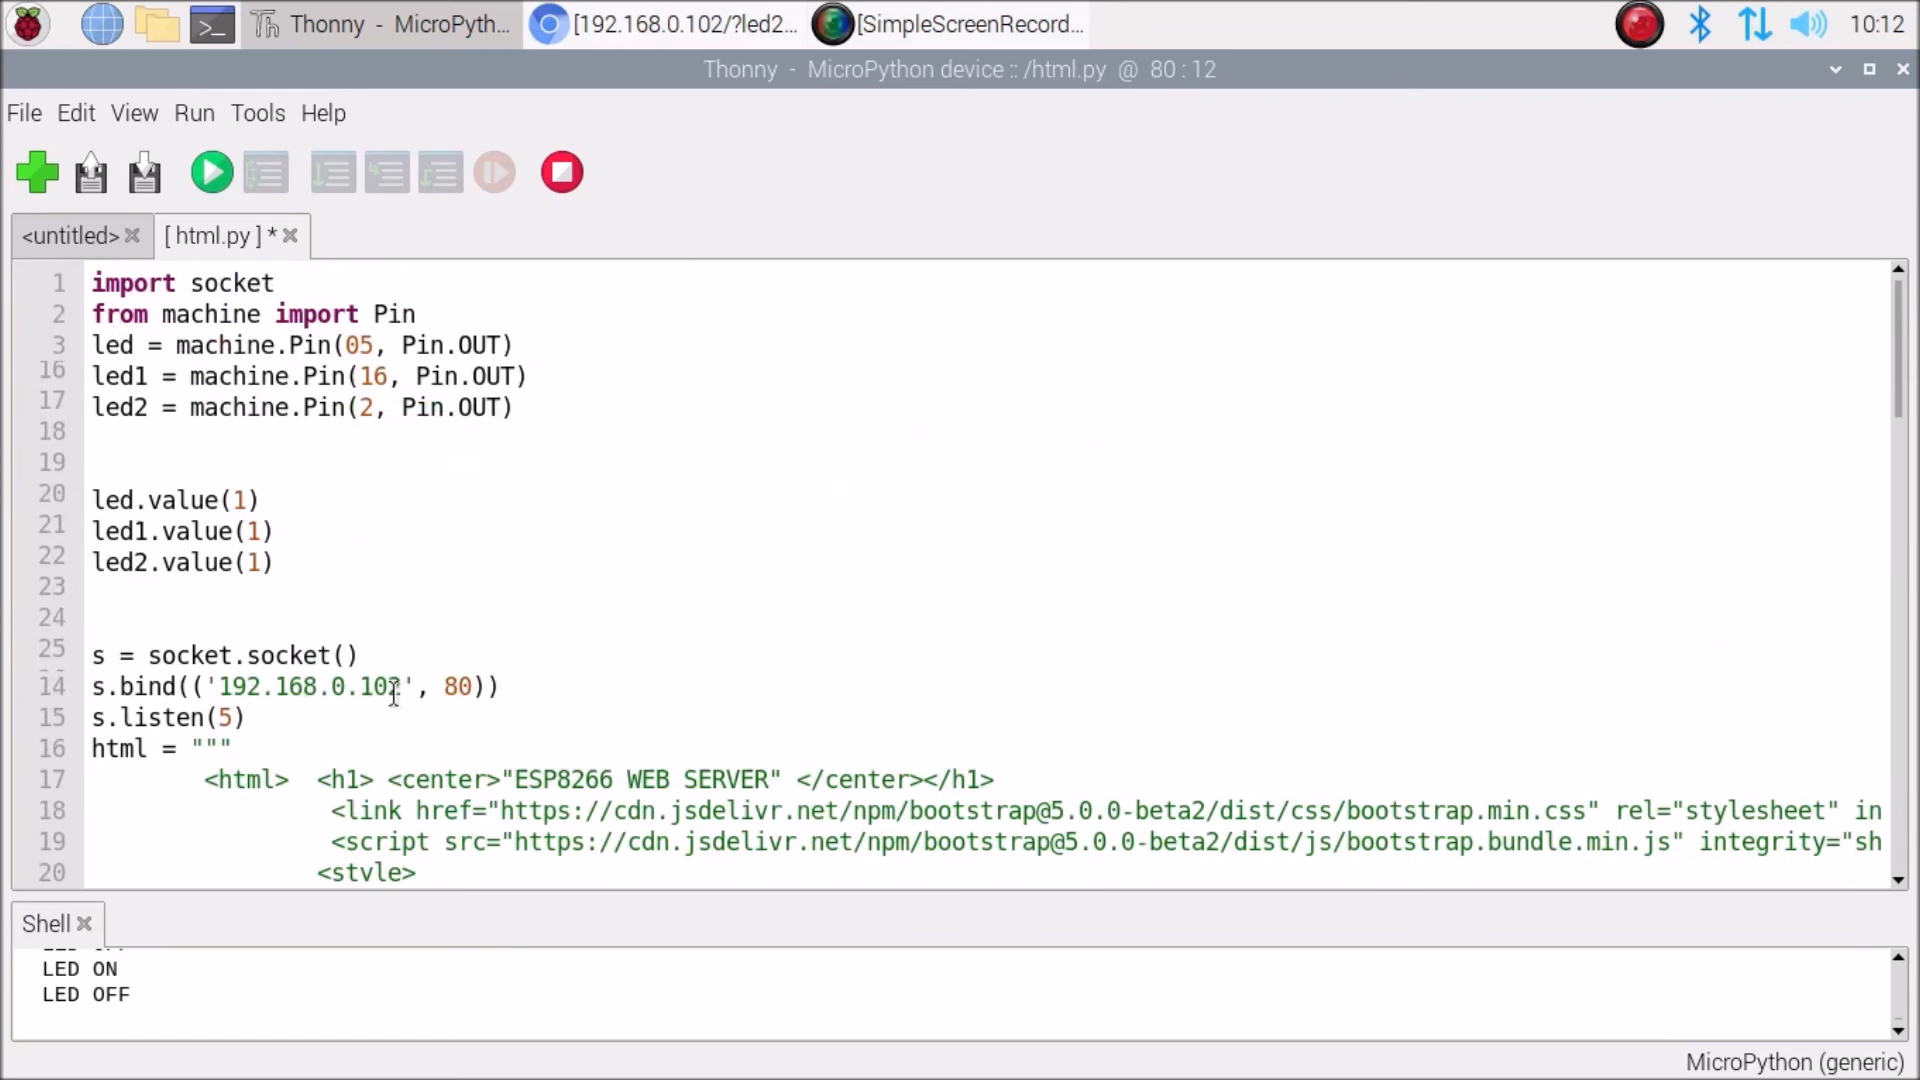 Thonny - MicroPyth... [192.168.0.102/?led2... [SimpleScreenRecord... 10:12
Thonny - MicroPython device :: /html.py @ 80 : 12
File Edit View Run Tools Help
<untitled> [ html.py ] *
1 import socket
2 from machine import Pin
3 led = machine.Pin(05, Pin.OUT)
16 led1 = machine.Pin(16, Pin.OUT)
17 led2 = machine.Pin(2, Pin.OUT)
18
19
20 led.value(1)
21 led1.value(1)
22 led2.value(1)
23
24
25 s = socket.socket()
14 s.bind(('192.168.0.102', 80))
15 s.listen(5)
16 html = """
17 <html> <h1> <center>"ESP8266 WEB SERVER" </center></h1>
18 <link href="https://cdn.jsdelivr.net/npm/bootstrap@5.0.0-beta2/dist/css/bootstrap.min.css" rel="stylesheet" in
19 <script src="https://cdn.jsdelivr.net/npm/bootstrap@5.0.0-beta2/dist/js/bootstrap.bundle.min.js" integrity="sh
20 <style>
Shell
LED ON
LED OFF
MicroPython (generic)